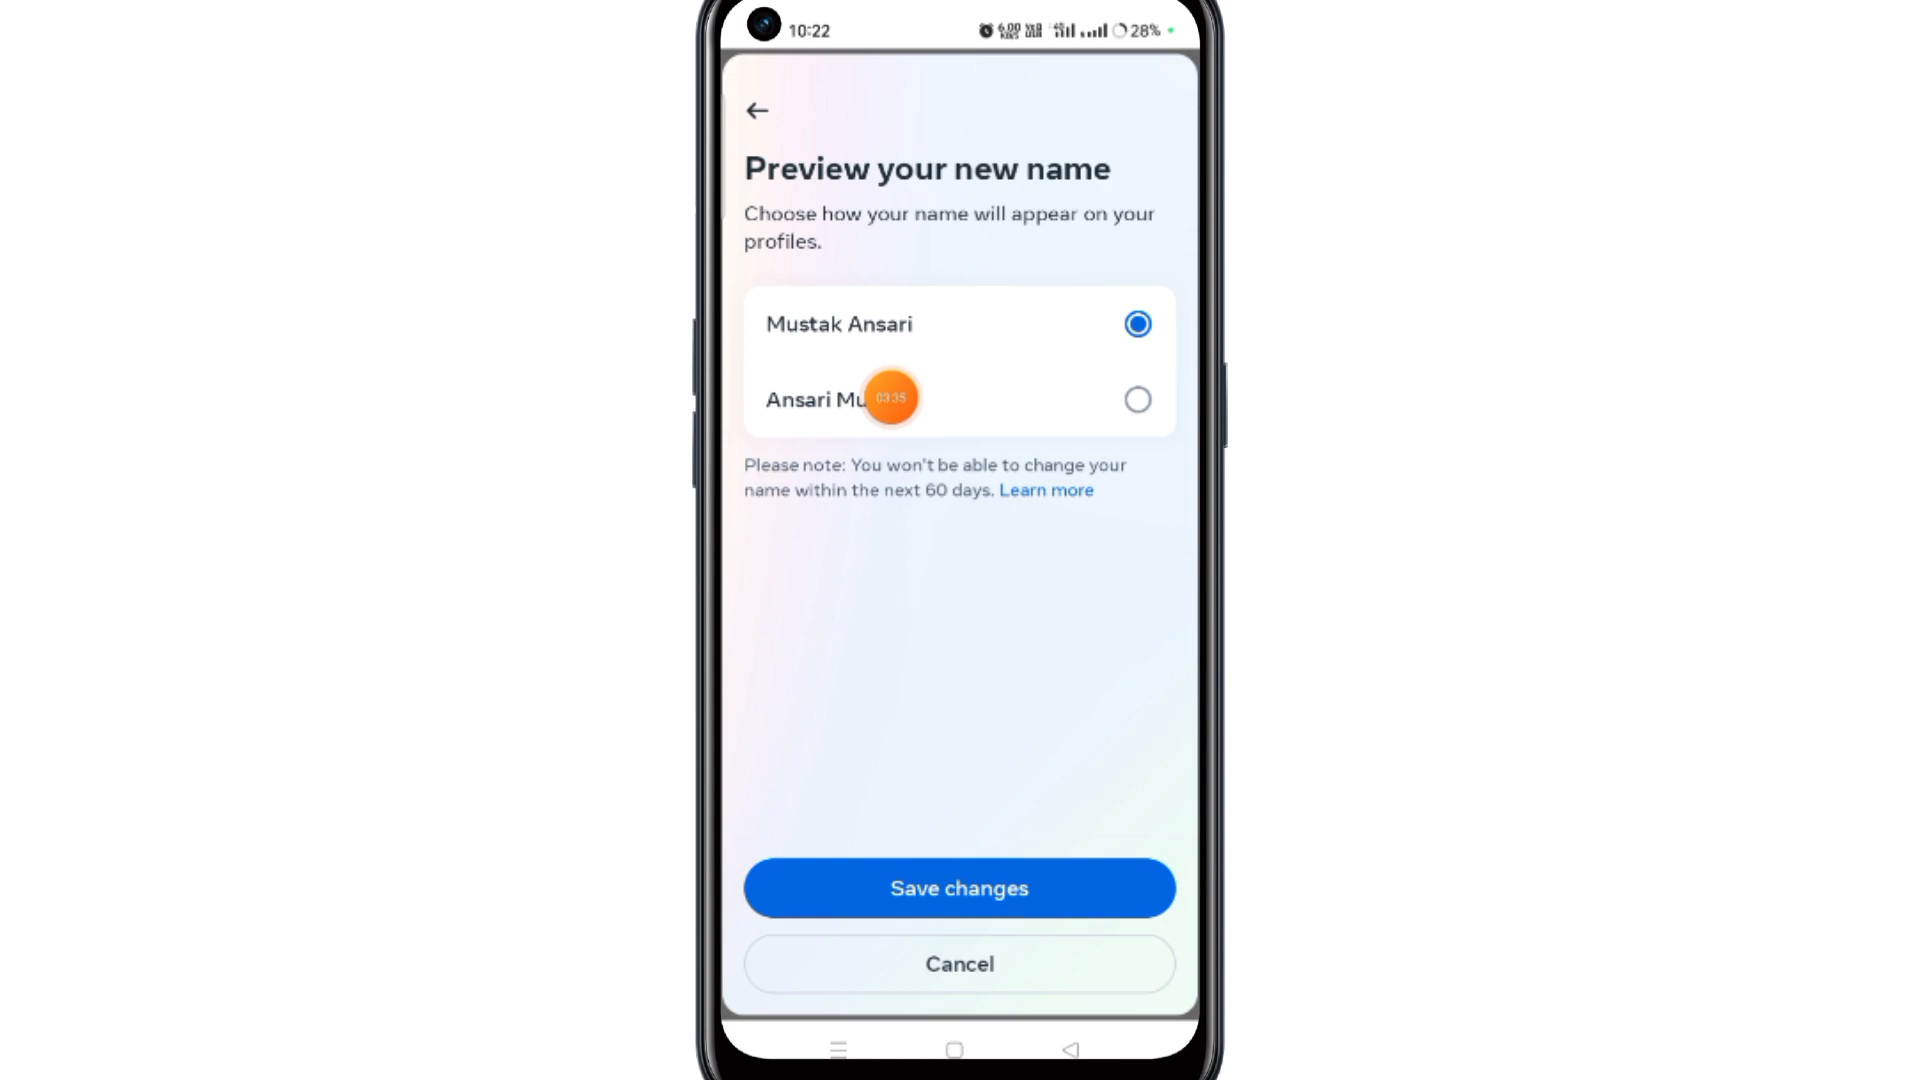 10:22
28%
Preview your new name
Choose how your name will appear on your
profiles.
Mustak Ansari
Ansari Mu
03:35
Please note: You won't be able to change your
name within the next 60 days. Learn more
Save changes
Cancel